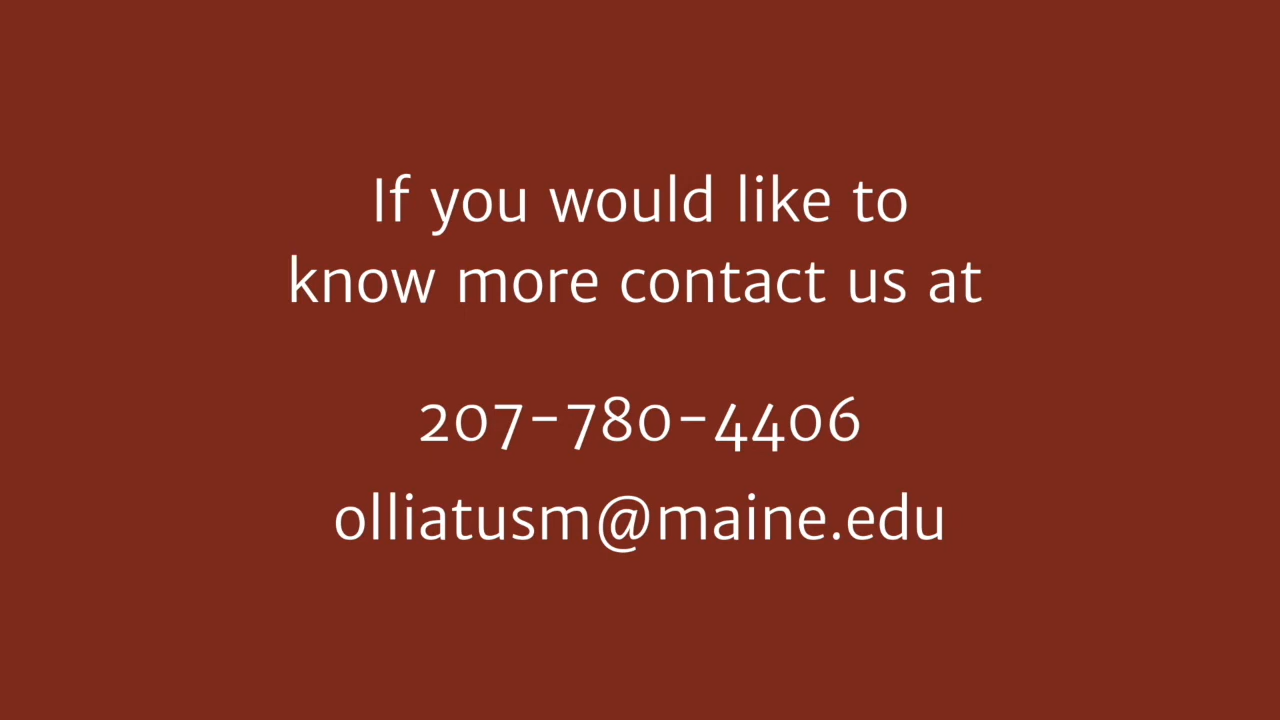 If you would like to
know more contact us at
207-780-4406
olliatusm@maine.edu